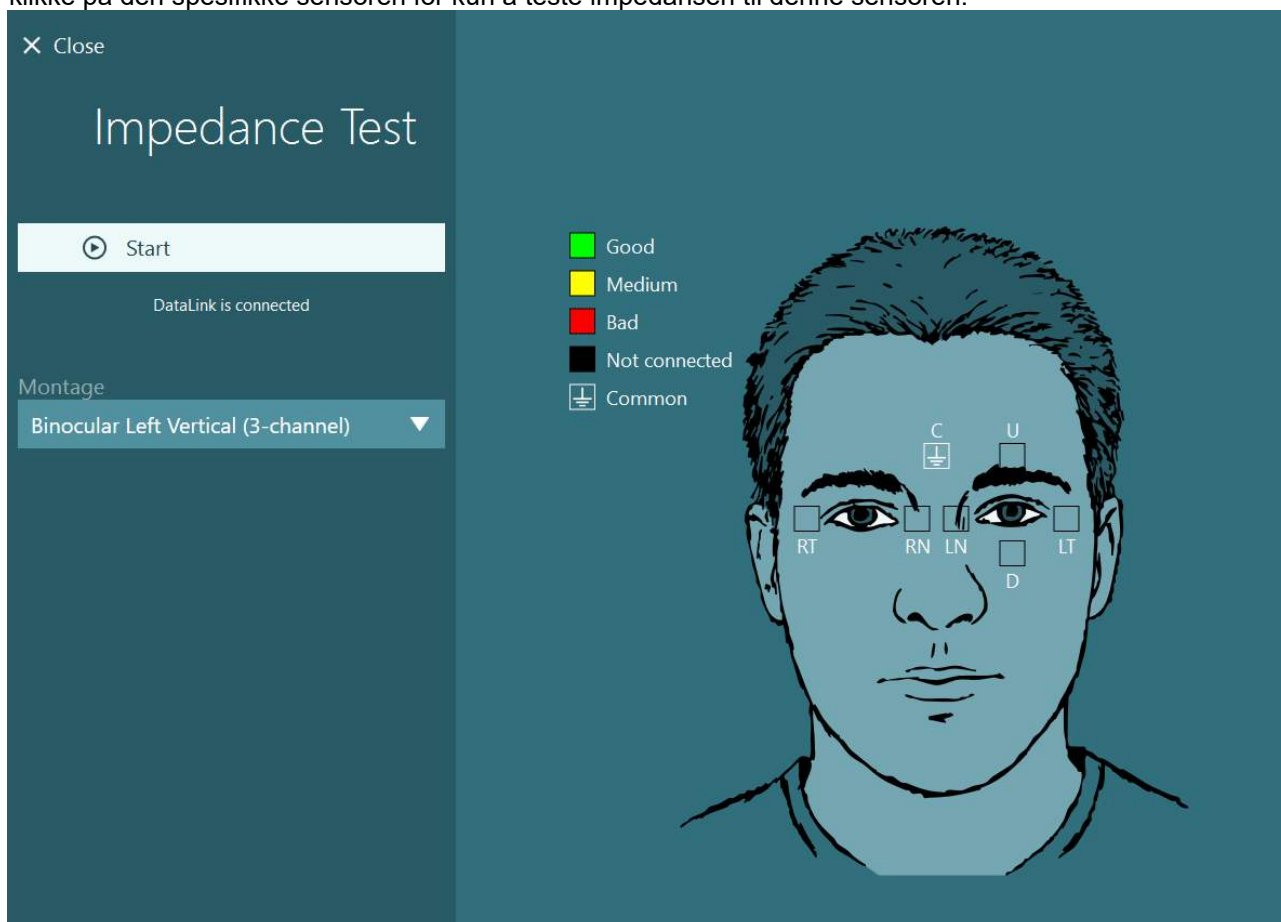 klikke på den spesifikke sensoren for kun å teste impedansen til denne sensoren.
Close
Impedance Test
Start
DataLink is connected
Montage
Binocular Left Vertical (3-channel)
Good
Medium
Bad
Not connected
Common
C U
RT RN LN LT
D